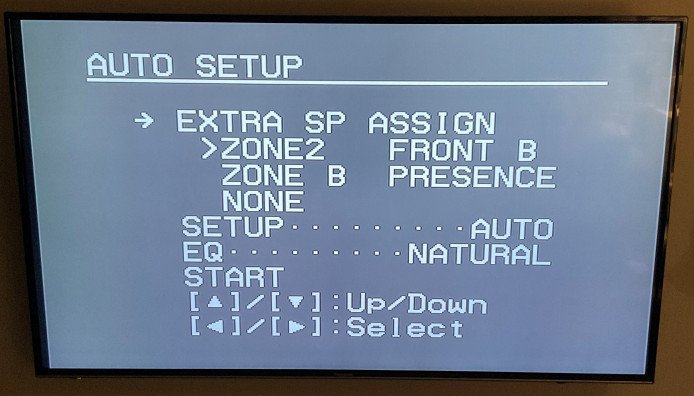 AUTO SETUP
→ EXTRA SP ASSIGN
>ZONE2 FRONT B
ZONE B PRESENCE
NONE
SETUP·········AUTO
EQ·········NATURAL
START
[▲]/[▼]:Up/Down
[◀]/[▶]:Select